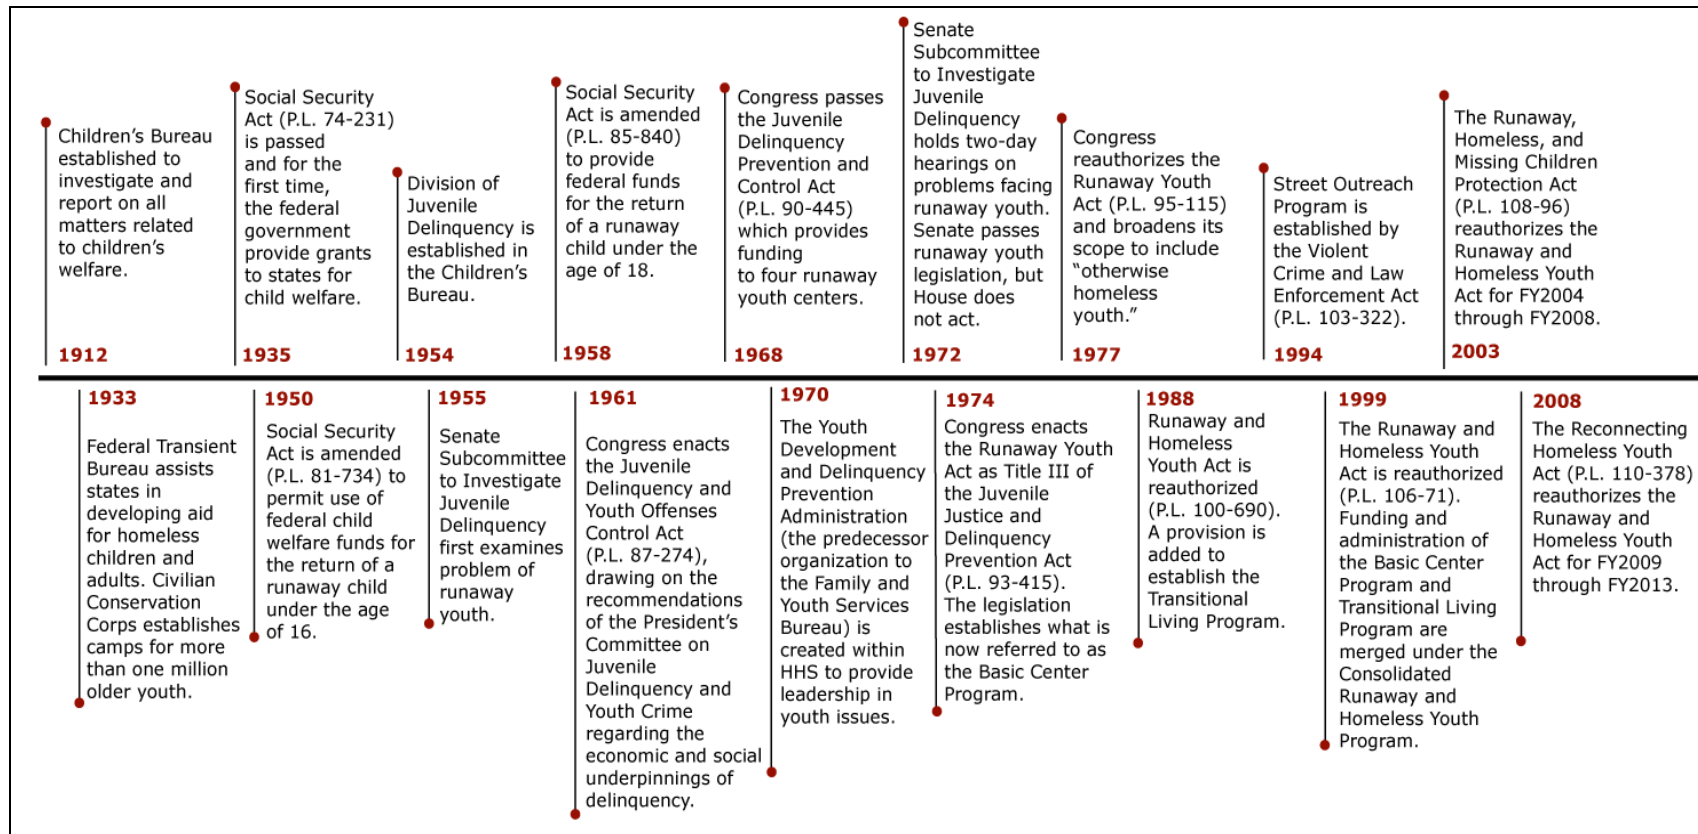 Children's Bureau
established to
investigate and
report on all
matters related
to children's
welfare.
1912
Social Security
Act (P.L. 74-231)
is passed
and for the
first time,
the federal
government
provide grants
to states for
child welfare.
1935
Division of
Juvenile
Delinquency is
established in
the Children's
Bureau.
1954
Social Security
Act is amended
(P.L. 85-840)
to provide
federal funds
for the return
of a runaway
child under the
age of 18.
1958
Congress passes
the Juvenile
Delinquency
Prevention and
Control Act
(P.L. 90-445)
which provides
funding
to four runaway
youth centers.
1968
Senate
Subcommittee
to Investigate
Juvenile
Delinquency
holds two-day
hearings on
problems facing
runaway youth.
Senate passes
runaway youth
legislation, but
House does
not act.
1972
Congress
reauthorizes the
Runaway Youth
Act (P.L. 95-115)
and broadens its
scope to include
“otherwise
homeless
youth.”
1977
Street Outreach
Program is
established by
the Violent
Crime and Law
Enforcement Act
(P.L. 103-322).
1994
The Runaway,
Homeless, and
Missing Children
Protection Act
(P.L. 108-96)
reauthorizes the
Runaway and
Homeless Youth
Act for FY2004
through FY2008.
2003
1933
Federal Transient
Bureau assists
states in
developing aid
for homeless
children and
adults. Civilian
Conservation
Corps establishes
camps for more
than one million
older youth.
1950
Social Security
Act is amended
(P.L. 81-734) to
permit use of
federal child
welfare funds for
the return of a
runaway child
under the age
of 16.
1955
Senate
Subcommittee
to Investigate
Juvenile
Delinquency
first examines
problem of
runaway
youth.
1961
Congress enacts
the Juvenile
Delinquency and
Youth Offenses
Control Act
(P.L. 87-274),
drawing on the
recommendations
of the President's
Committee on
Juvenile
Delinquency and
Youth Crime
regarding the
economic and social
underpinnings of
delinquency.
1970
The Youth
Development
and Delinquency
Prevention
Administration
(the predecessor
organization to
the Family and
Youth Services
Bureau) is
created within
HHS to provide
leadership in
youth issues.
1974
Congress enacts
the Runaway Youth
Act as Title III of
the Juvenile
Justice and
Delinquency
Prevention Act
(P.L. 93-415).
The legislation
establishes what is
now referred to as
the Basic Center
Program.
1988
Runaway and
Homeless
Youth Act is
reauthorized
(P.L. 100-690).
A provision is
added to
establish the
Transitional
Living Program.
1999
The Runaway and
Homeless Youth
Act is reauthorized
(P.L. 106-71).
Funding and
administration of
the Basic Center
Program and
Transitional Living
Program are
merged under the
Consolidated
Runaway and
Homeless Youth
Program.
2008
The Reconnecting
Homeless Youth
Act (P.L. 110-378)
reauthorizes the
Runaway and
Homeless Youth
Act for FY2009
through FY2013.